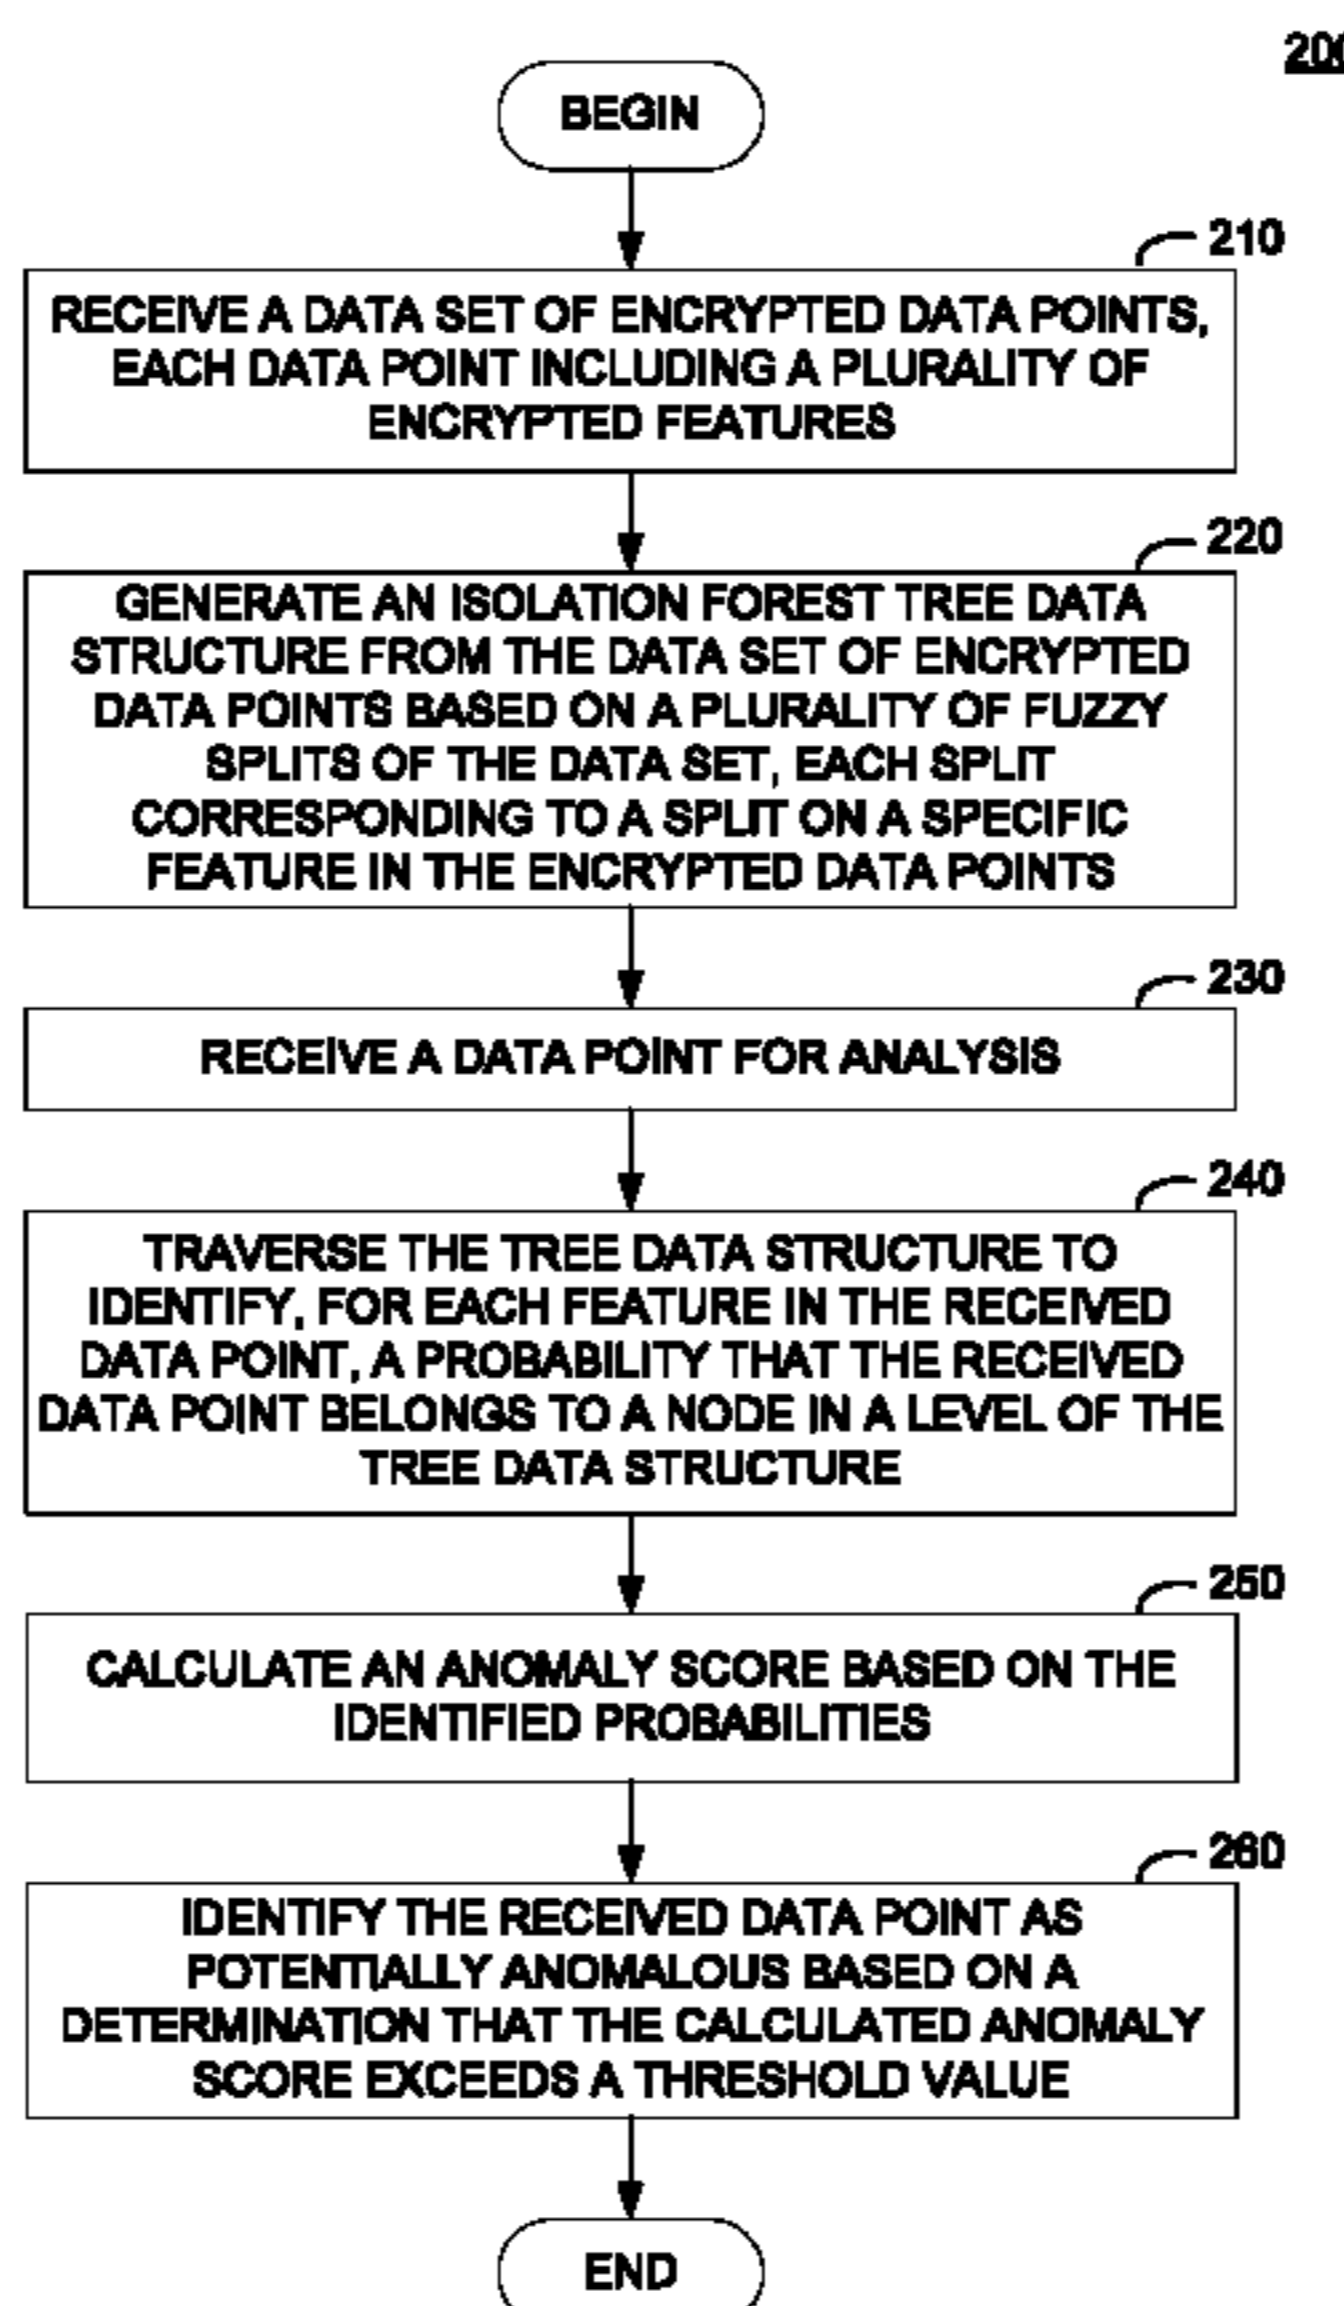 200
BEGIN
210
RECEIVE A DATA SET OF ENCRYPTED DATA POINTS,
EACH DATA POINT INCLUDING A PLURALITY OF
ENCRYPTED FEATURES
220
GENERATE AN ISOLATION FOREST TREE DATA
STRUCTURE FROM THE DATA SET OF ENCRYPTED
DATA POINTS BASED ON A PLURALITY OF FUZZY
SPLITS OF THE DATA SET, EACH SPLIT
CORRESPONDING TO A SPLIT ON A SPECIFIC
FEATURE IN THE ENCRYPTED DATA POINTS
230
RECEIVE A DATA POINT FOR ANALYSIS
240
TRAVERSE THE TREE DATA STRUCTURE TO
IDENTIFY, FOR EACH FEATURE IN THE RECEIVED
DATA POINT, A PROBABILITY THAT THE RECEIVED
DATA POINT BELONGS TO A NODE IN A LEVEL OF THE
TREE DATA STRUCTURE
250
CALCULATE AN ANOMALY SCORE BASED ON THE
IDENTIFIED PROBABILITIES
260
IDENTIFY THE RECEIVED DATA POINT AS
POTENTIALLY ANOMALOUS BASED ON A
DETERMINATION THAT THE CALCULATED ANOMALY
SCORE EXCEEDS A THRESHOLD VALUE
END